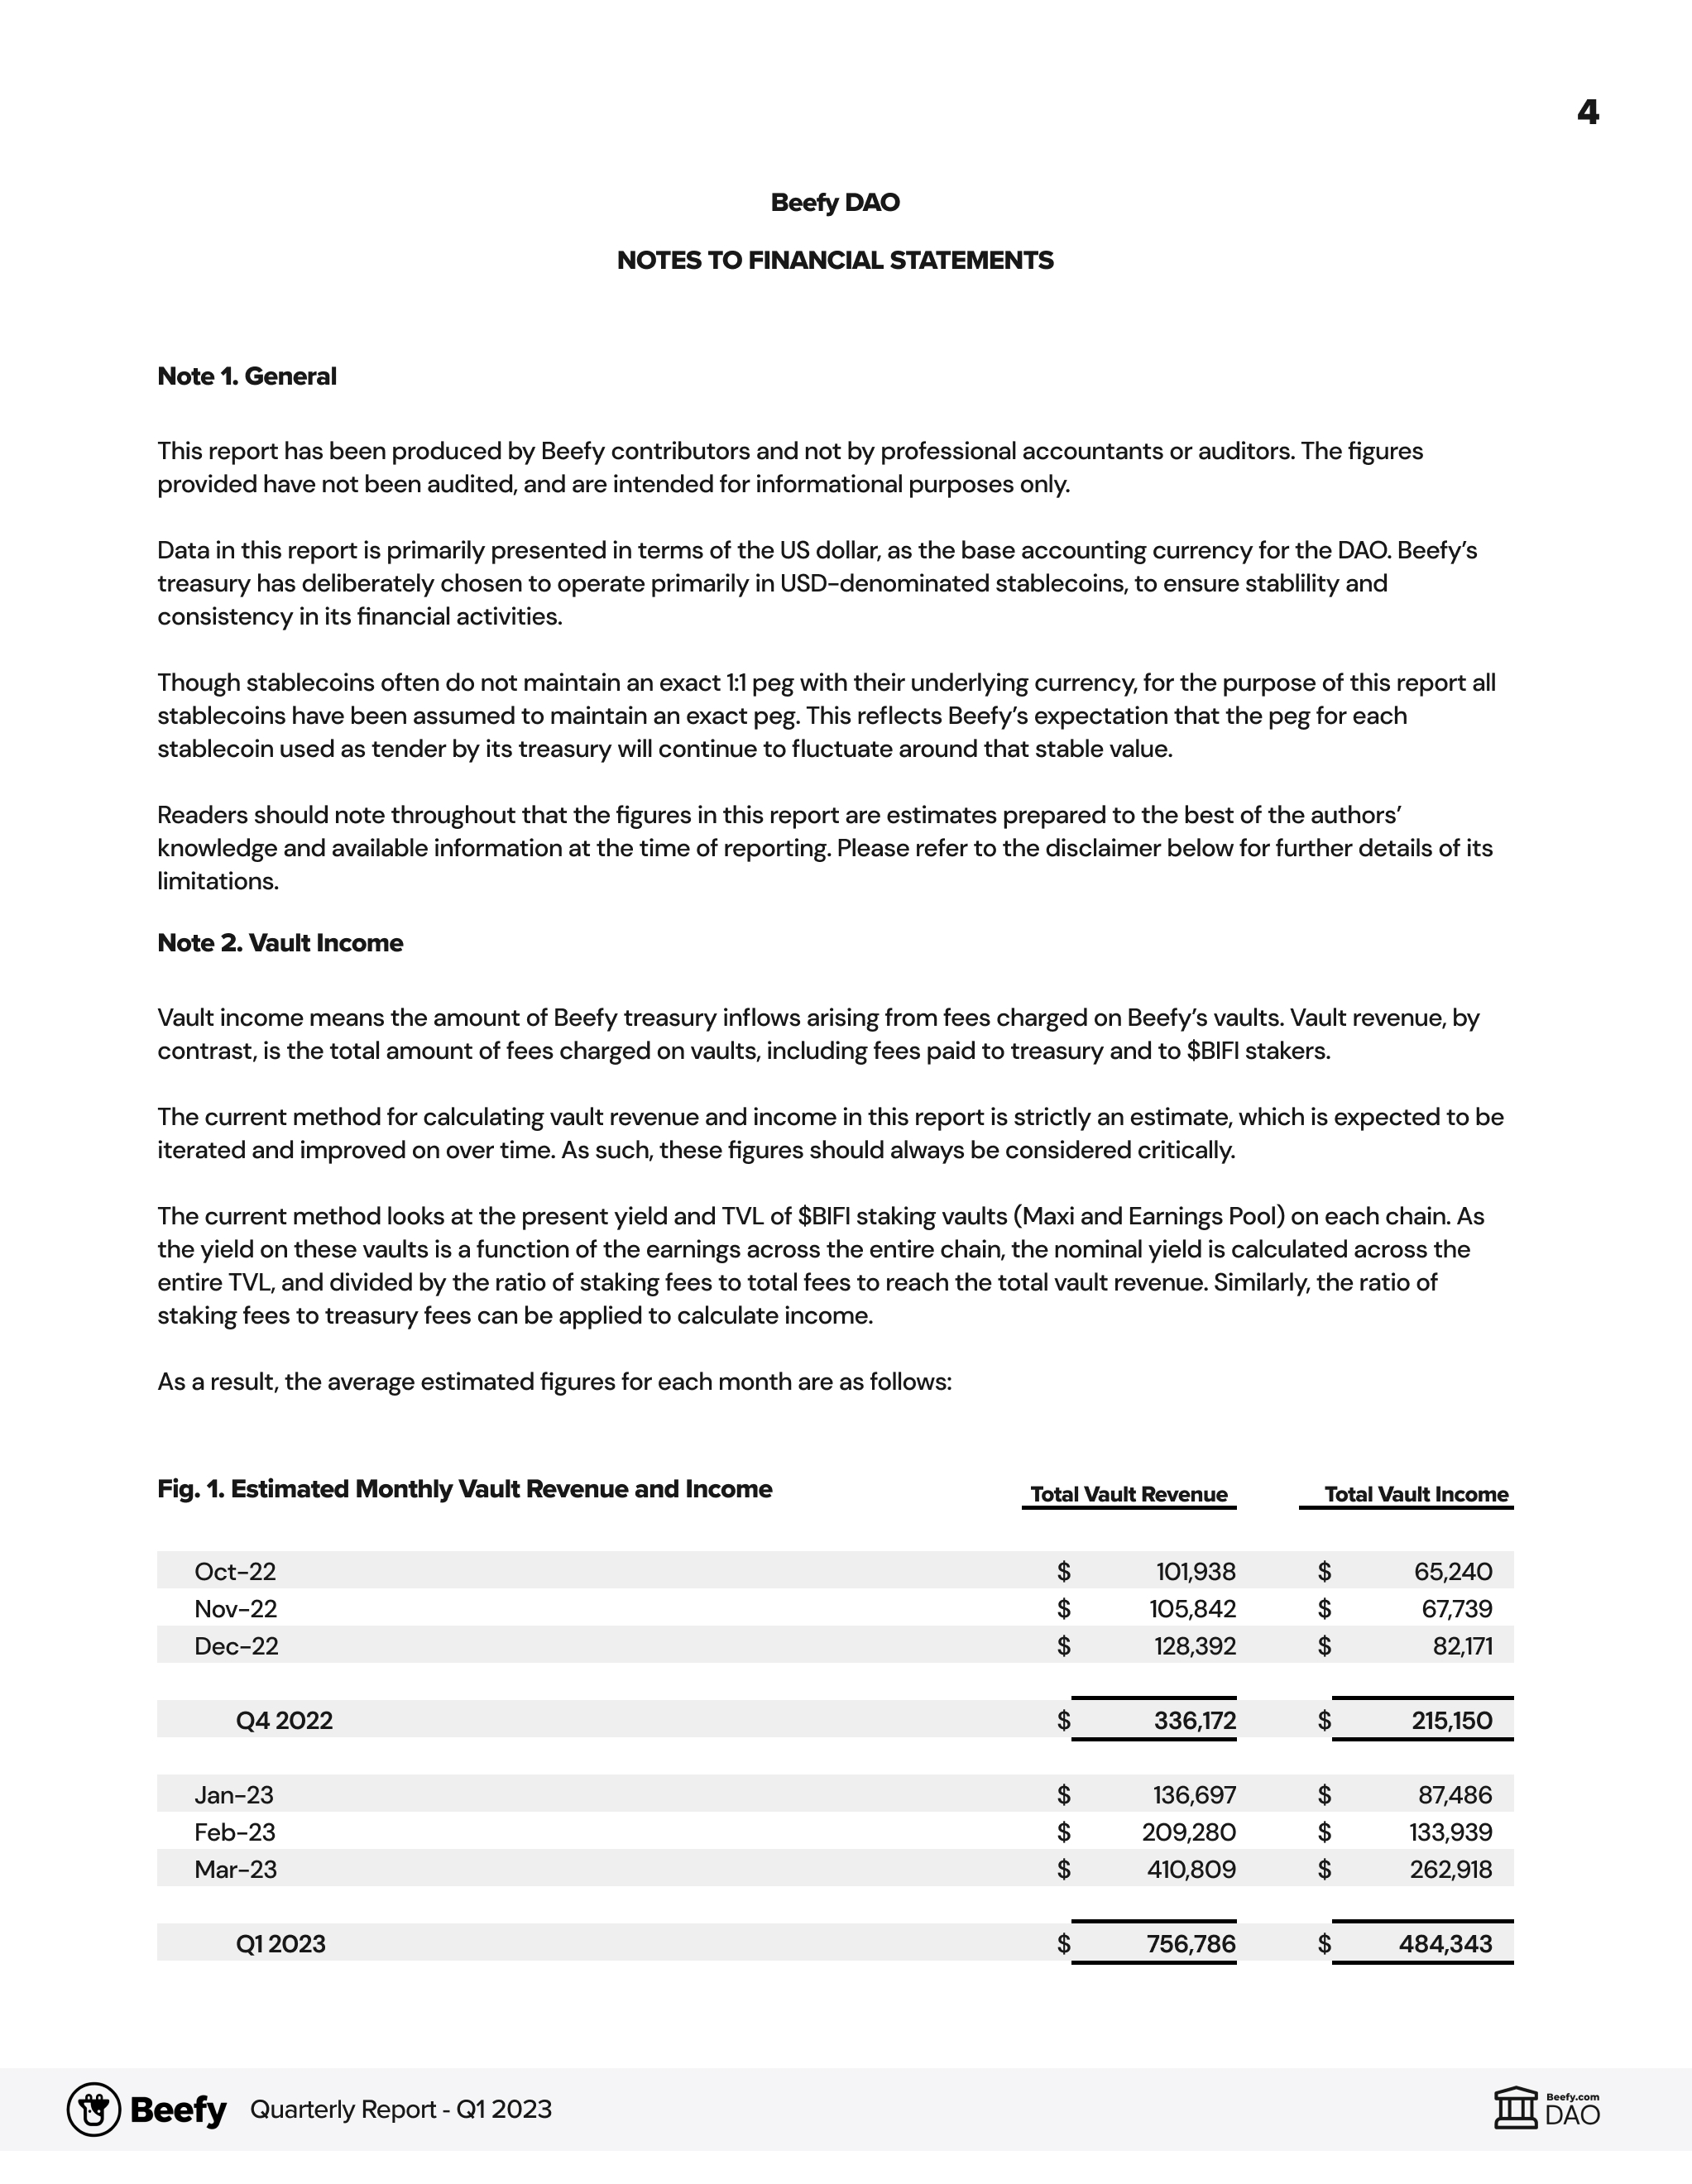 4
Beefy DAO
NOTES TO FINANCIAL STATEMENTS
Note 1. General
This report has been produced by Beefy contributors and not by professional accountants or auditors. The figures
provided have not been audited, and are intended for informational purposes only.
Data in this report is primarily presented in terms of the US dollar, as the base accounting currency for the DAO. Beefy’s
treasury has deliberately chosen to operate primarily in USD-denominated stablecoins, to ensure stablility and
consistency in its financial activities.
Though stablecoins often do not maintain an exact 1:1 peg with their underlying currency, for the purpose of this report all
stablecoins have been assumed to maintain an exact peg. This reflects Beefy’s expectation that the peg for each
stablecoin used as tender by its treasury will continue to fluctuate around that stable value.
Readers should note throughout that the figures in this report are estimates prepared to the best of the authors’
knowledge and available information at the time of reporting. Please refer to the disclaimer below for further details of its
limitations.
Note 2. Vault Income
Vault income means the amount of Beefy treasury inflows arising from fees charged on Beefy’s vaults. Vault revenue, by
contrast, is the total amount of fees charged on vaults, including fees paid to treasury and to $BIFI stakers.
The current method for calculating vault revenue and income in this report is strictly an estimate, which is expected to be
iterated and improved on over time. As such, these figures should always be considered critically.
The current method looks at the present yield and TVL of $BIFI staking vaults (Maxi and Earnings Pool) on each chain. As
the yield on these vaults is a function of the earnings across the entire chain, the nominal yield is calculated across the
entire TVL, and divided by the ratio of staking fees to total fees to reach the total vault revenue. Similarly, the ratio of
staking fees to treasury fees can be applied to calculate income.
As a result, the average estimated figures for each month are as follows:
Fig. 1. Estimated Monthly Vault Revenue and Income Total Vault Revenue Total Vault Income
Oct-22 $ 101,938 $ 65,240
Nov-22 $ 105,842 $ 67,739
Dec-22 $ 128,392 $ 82,171
Q4 2022 $ 336,172 $ 215,150
Jan-23 $ 136,697 $ 87,486
Feb-23 $ 209,280 $ 133,939
Mar-23 $ 410,809 $ 262,918
Q1 2023 $ 756,786 $ 484,343
Beefy Quarterly Report - Q1 2023
Beefy.com
DAO